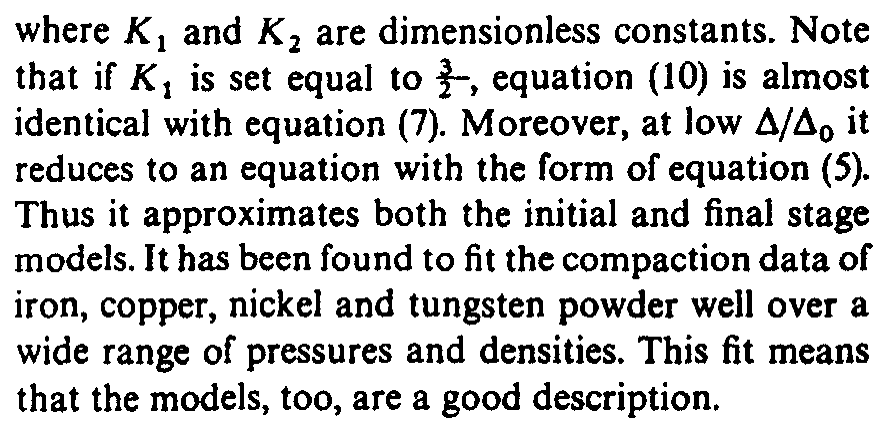 where K₁ and K₂ are dimensionless constants. Note
that if K₁ is set equal to 3/2-, equation (10) is almost
identical with equation (7). Moreover, at low Δ/Δ₀ it
reduces to an equation with the form of equation (5).
Thus it approximates both the initial and final stage
models. It has been found to fit the compaction data of
iron, copper, nickel and tungsten powder well over a
wide range of pressures and densities. This fit means
that the models, too, are a good description.